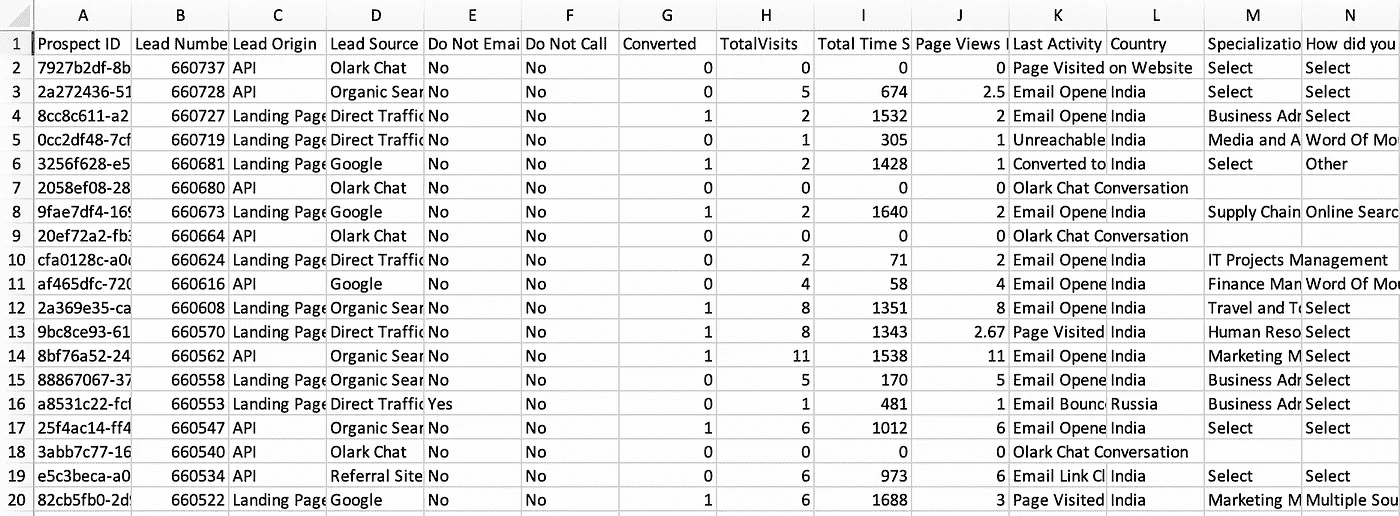 A B C D E F G H I J K L M N
1 Prospect ID Lead Numbe Lead Origin Lead Source Do Not Emai Do Not Call Converted TotalVisits Total Time S Page Views Last Activity Country Specializatio How did you
2 7927b2df-8b 660737 API Olark Chat No No 0 0 0 0 Page Visited on Website Select Select
3 2a272436-51 660728 API Organic Sear No No 0 5 674 2.5 Email Opene India Select Select
4 8cc8c611-a2 660727 Landing Page Direct Traffic No No 1 2 1532 2 Email Opene India Business Adr Select
5 0cc2df48-7cf 660719 Landing Page Direct Traffic No No 0 1 305 1 Unreachable India Media and A Word Of Mo
6 3256f628-e5 660681 Landing Page Google No No 1 2 1428 1 Converted to India Select Other
7 2058ef08-28 660680 API Olark Chat No No 0 0 0 0 Olark Chat Conversation
8 9fae7df4-169 660673 Landing Page Google No No 1 2 1640 2 Email Opene India Supply Chain Online Searc
9 20ef72a2-fb 660664 API Olark Chat No No 0 0 0 0 Olark Chat Conversation
10 cfa0128c-a0 660624 Landing Page Direct Traffic No No 0 2 71 2 Email Opene India IT Projects Management
11 af465dfc-720 660616 API Google No No 0 4 58 4 Email Opene India Finance Man Word Of Mo
12 2a369e35-ca 660608 Landing Page Organic Sear No No 1 8 1351 8 Email Opene India Travel and To Select
13 9bc8ce93-61 660570 Landing Page Direct Traffic No No 1 8 1343 2.67 Page Visited India Human Reso Select
14 8bf76a52-24 660562 API Organic Sear No No 1 11 1538 11 Email Opene India Marketing M Select
15 88867067-37 660558 Landing Page Organic Sear No No 0 5 170 5 Email Opene India Business Adr Select
16 a8531c22-fcf 660553 Landing Page Direct Traffic Yes No 0 1 481 1 Email Bounc Russia Business Adr Select
17 25f4ac14-ff4 660547 API Organic Sear No No 1 6 1012 6 Email Opene India Select Select
18 3abb7c77-16 660540 API Olark Chat No No 0 0 0 0 Olark Chat Conversation
19 e5c3beca-a0 660534 API Referral Site No No 0 6 973 6 Email Link Cl India Select Select
20 82cb5fb0-2d 660522 Landing Page Google No No 1 6 1688 3 Page Visited India Marketing M Multiple Sou